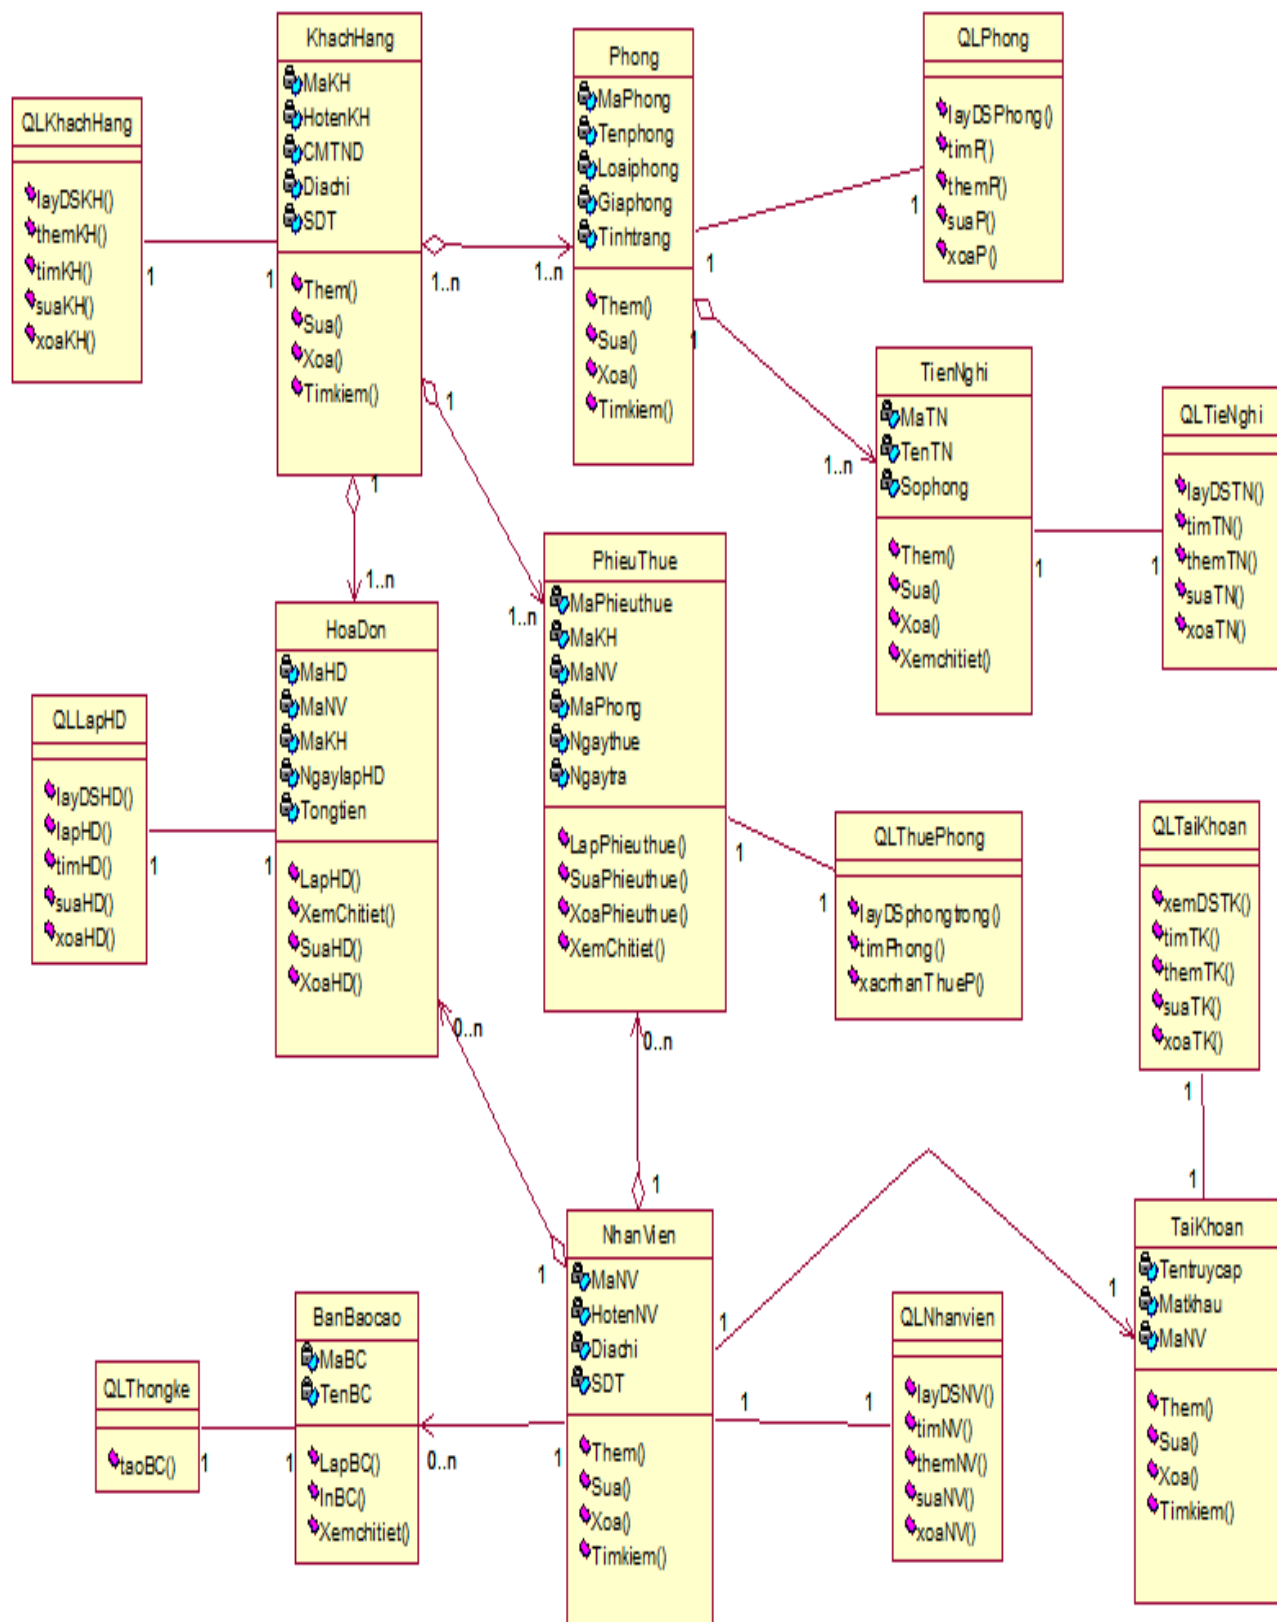 KhachHang
MaKH
HotenKH
CMTND
Diachi
SDT
Them()
Sua()
Xoa()
Timkiem()
Phong
MaPhong
Tenphong
Loaiphong
Giaphong
Tinhtrang
Them()
Sua()
Xoa()
Timkiem()
QLPhong
layDSPhong()
timP()
themP()
suaP()
xoaP()
QLKhachHang
layDSKH()
themKH()
timKH()
suaKH()
xoaKH()
1
1
1..n
1..n
1
1
1
1..n
1
1..n
1
1..n
TienNghi
MaTN
TenTN
Sophong
Them()
Sua()
Xoa()
Xemchitiet()
1
1
QLTieNghi
layDSTN()
timTN()
themTN()
suaTN()
xoaTN()
PhieuThue
MaPhieuthue
MaKH
MaNV
MaPhong
Ngaythue
Ngaytra
LapPhieuthue()
SuaPhieuthue()
XoaPhieuthue()
XemChitiet()
HoaDon
MaHD
MaNV
MaKH
NgaylapHD
Tongtien
LapHD()
XemChitiet()
SuaHD()
XoaHD()
QLLapHD
layDSHD()
lapHD()
timHD()
suaHD()
xoaHD()
1
1
1
1
QLThuePhong
layDSphongtrong()
timPhong()
xacnhanThueP()
QLTaiKhoan
xemDSTK()
timTK()
themTK()
suaTK()
xoaTK()
0..n
0..n
1
1
1
1
NhanVien
MaNV
HotenNV
Diachi
SDT
Them()
Sua()
Xoa()
Timkiem()
TaiKhoan
Tentruycap
Matkhau
MaNV
Them()
Sua()
Xoa()
Timkiem()
1
1
1
1
QLNhanvien
layDSNV()
timNV()
themNV()
suaNV()
xoaNV()
BanBaocao
MaBC
TenBC
LapBC()
InBC()
Xemchitiet()
0..n
1
QLThongke
taoBC()
1
1